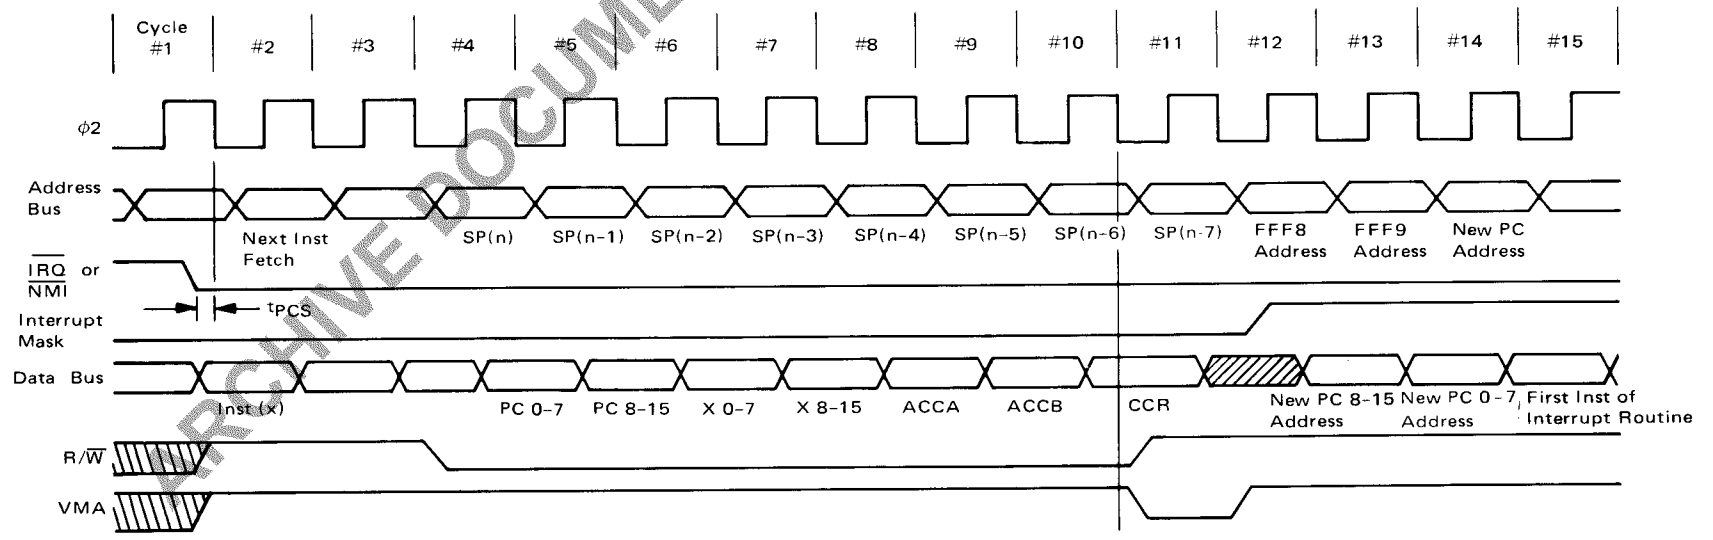 Cycle
#1 #2 #3 #4 #5 #6 #7 #8 #9 #10 #11 #12 #13 #14 #15
ϕ2
Address
Bus
Next Inst
Fetch
SP(n) SP(n-1) SP(n-2) SP(n-3) SP(n-4) SP(n-5) SP(n-6) SP(n-7)
FFF8
Address
FFF9
Address
New PC
Address
IRQ or
NMI
tPCS
Interrupt
Mask
Data Bus
Inst (x)
PC 0-7 PC 8-15 X 0-7 X 8-15 ACCA ACCB CCR
New PC 8-15
Address
New PC 0-7
Address
First Inst of
Interrupt Routine
R/W
VMA
ARCHIVE DOCUME